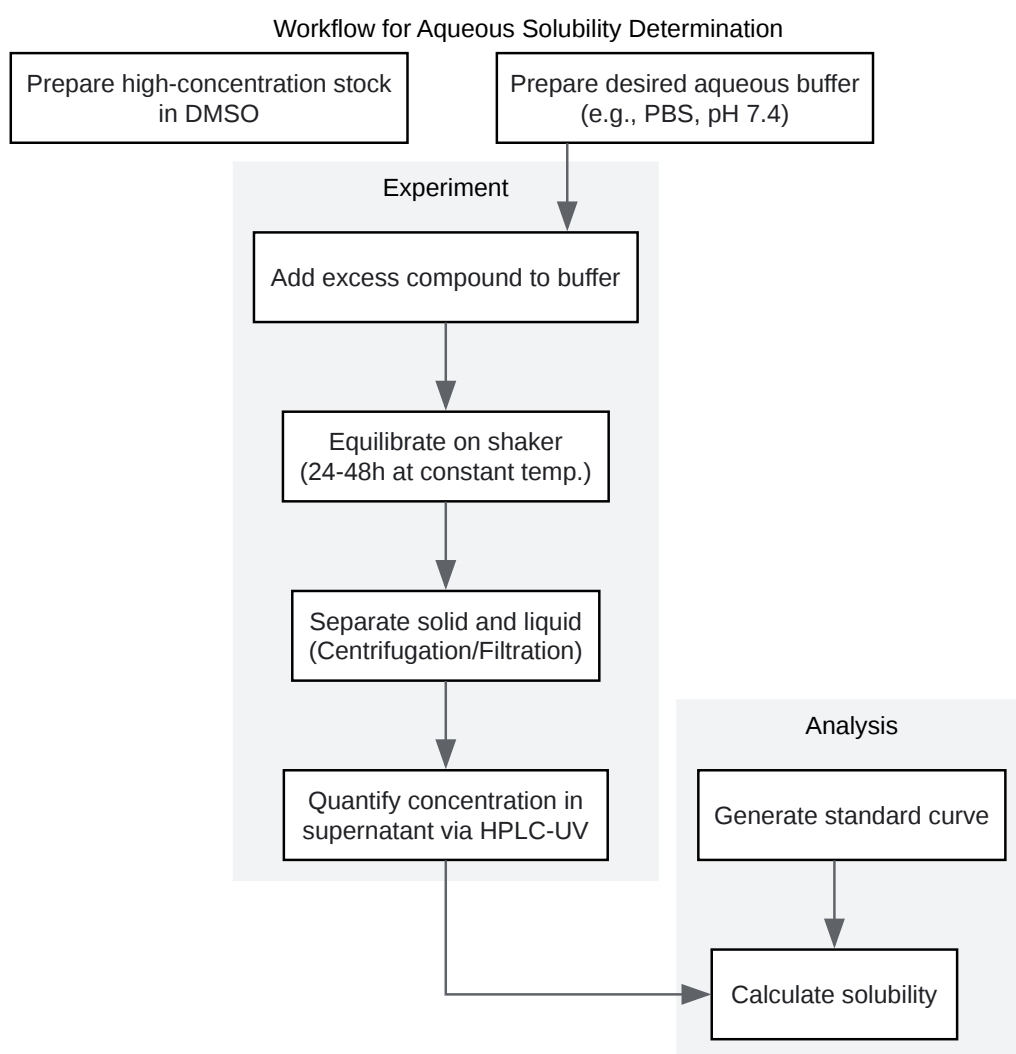 Workflow for Aqueous Solubility Determination
Prepare high-concentration stock
in DMSO
Prepare desired aqueous buffer
(e.g., PBS, pH 7.4)
Experiment
Add excess compound to buffer
Equilibrate on shaker
(24-48h at constant temp.)
Separate solid and liquid
(Centrifugation/Filtration)
Quantify concentration in
supernatant via HPLC-UV
Analysis
Generate standard curve
Calculate solubility